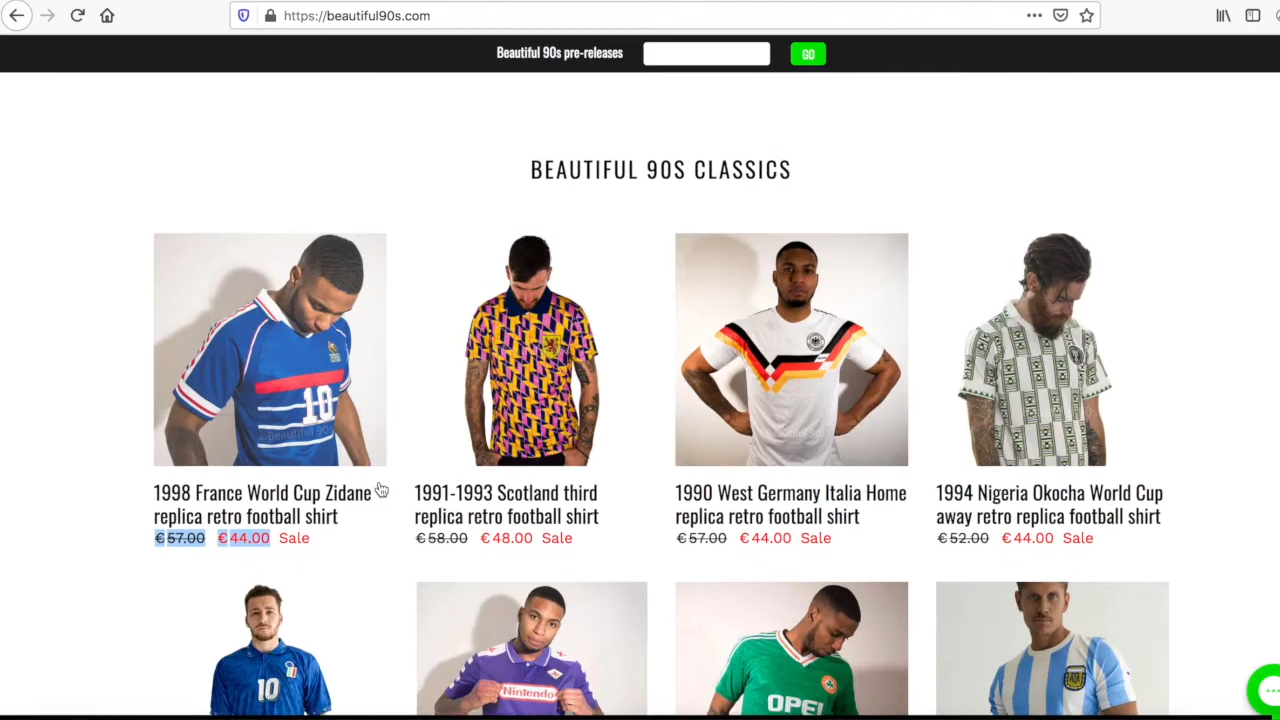 https://beautiful90s.com
Beautiful 90s pre-releases
GO
BEAUTIFUL 90S CLASSICS
10
©Beautiful 90s
1998 France World Cup Zidane
replica retro football shirt
€57.00 €44.00 Sale
1991-1993 Scotland third
replica retro football shirt
€58.00 €48.00 Sale
1990 West Germany Italia Home
replica retro football shirt
€57.00 €44.00 Sale
1994 Nigeria Okocha World Cup
away retro replica football shirt
€52.00 €44.00 Sale
10
Nintendo
OPEL